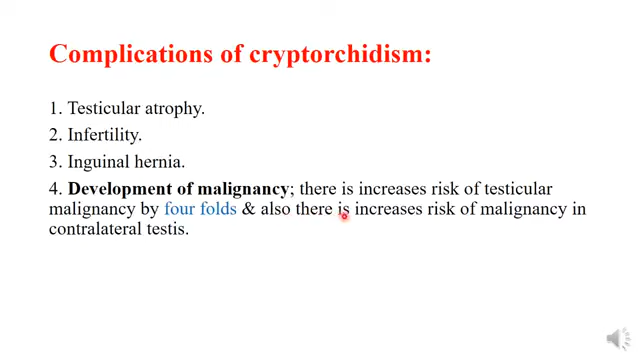 Complications of cryptorchidism:
1. Testicular atrophy.
2. Infertility.
3. Inguinal hernia.
4. Development of malignancy; there is increases risk of testicular
malignancy by four folds & also there is increases risk of malignancy in
contralateral testis.